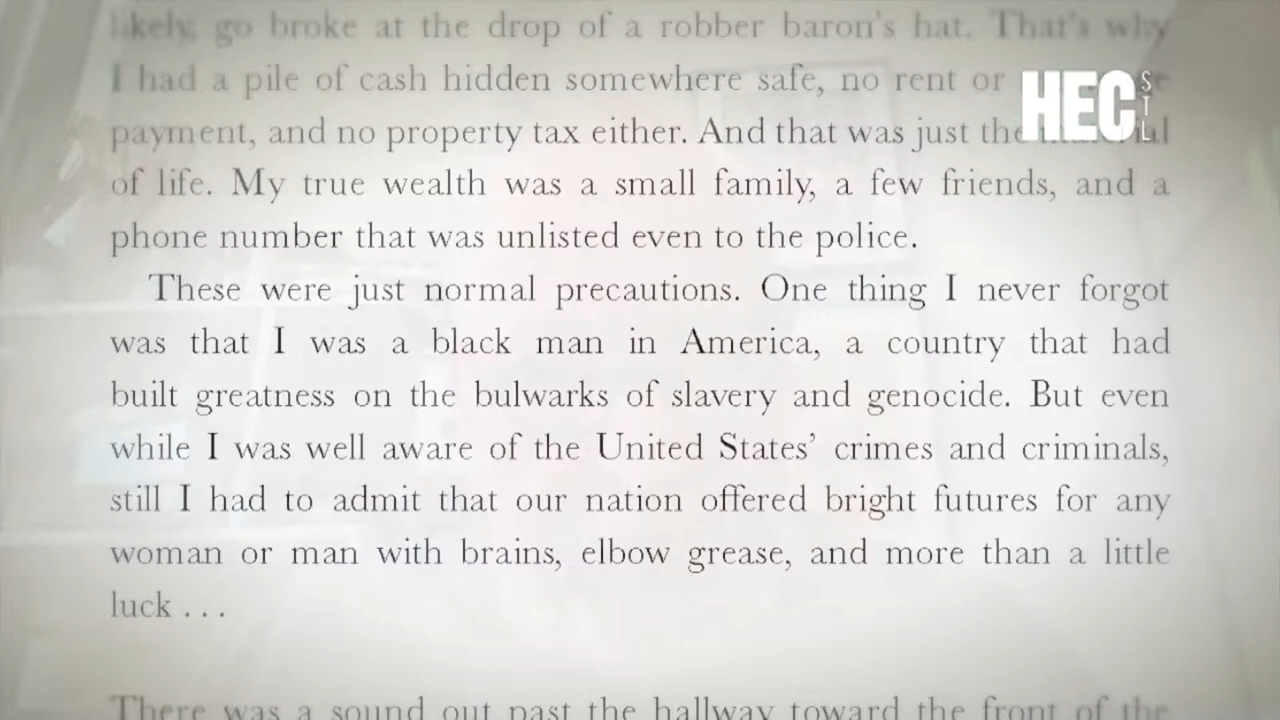 likely, go broke at the drop of a robber baron's hat. That's why
I had a pile of cash hidden somewhere safe, no rent or
payment, and no property tax either. And that was just the
of life. My true wealth was a small family, a few friends, and a
phone number that was unlisted even to the police.
These were just normal precautions. One thing I never forgot
was that I was a black man in America, a country that had
built greatness on the bulwarks of slavery and genocide. But even
while I was well aware of the United States' crimes and criminals,
still I had to admit that our nation offered bright futures for any
woman or man with brains, elbow grease, and more than a little
luck . . .
There was a sound out past the hallway toward the front of the
HEC STL